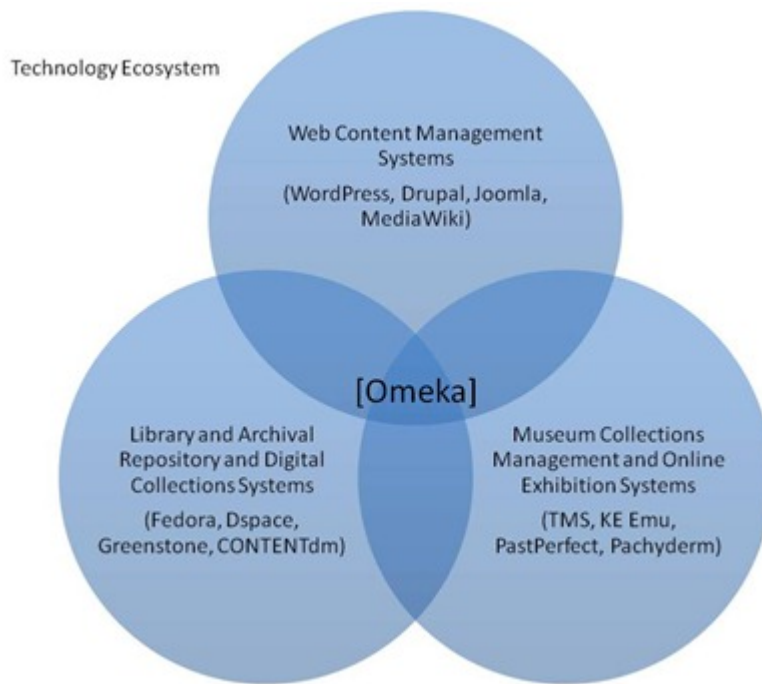 Technology Ecosystem
Web Content Management
Systems
(WordPress, Drupal, Joomla,
MediaWiki)
[Omeka]
Library and Archival
Repository and Digital
Collections Systems
(Fedora, Dspace,
Greenstone, CONTENTdm)
Museum Collections
Management and Online
Exhibition Systems
(TMS, KE Emu,
PastPerfect, Pachyderm)